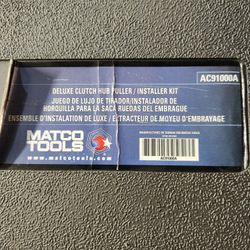 AC91000A
DELUXE CLUTCH HUB PULLER / INSTALLER KIT
JUEGO DE LUJO DE TIRADOR/INSTALADOR DE
HORQUILLA PARA LA SACA RUEDAS DEL EMBRAGUE
ENSEMBLE D'INSTALATION DE LUXE / EXTRACTEUR DE MOYEU D'EMBRAYAGE
MATCO
TOOLS
www.matcotools.com
AC91000A